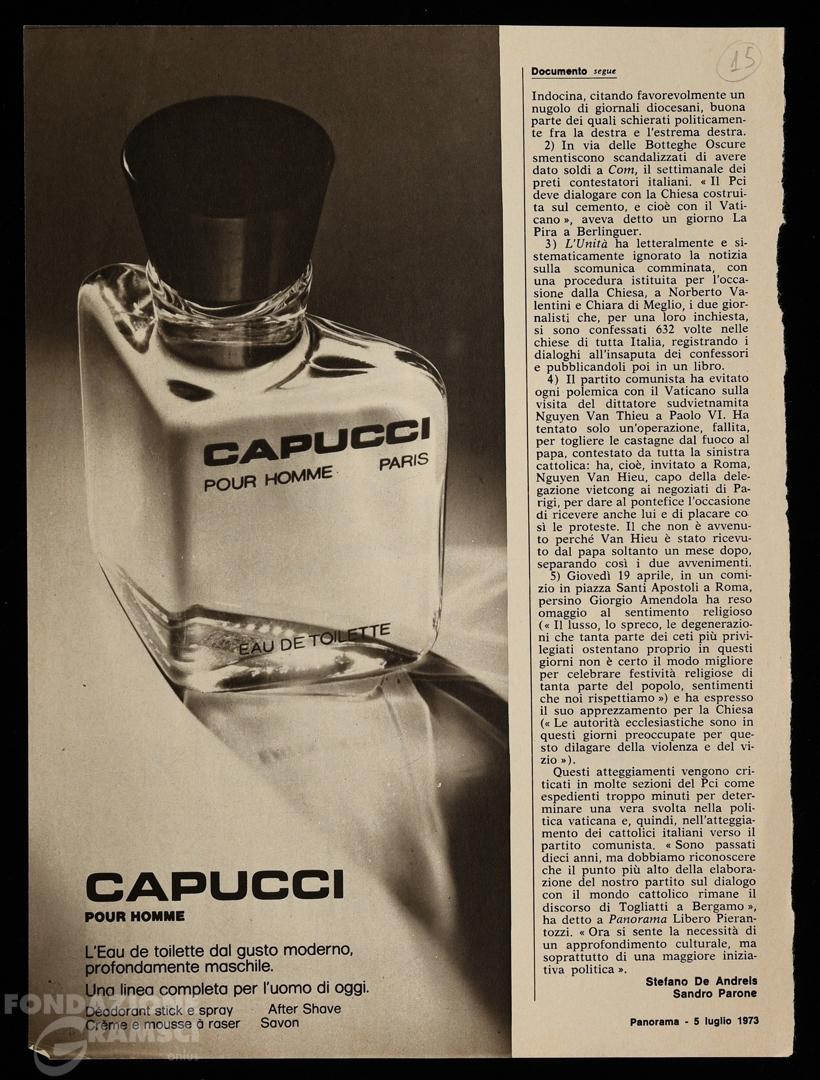 CAPUCCI
POUR HOMME PARIS
EAU DE TOILETTE
CAPUCCI
POUR HOMME
L'Eau de toilette dal gusto moderno,
profondamente maschile.
Una linea completa per l'uomo di oggi.
Dèodorant stick e spray After Shave
Crème e mousse à raser Savon
FONDAZIONE
GRAMSCI
onlus
15
Documento segue
Indocina, citando favorevolmente un
nugolo di giornali diocesani, buona
parte dei quali schierati politicamen-
te fra la destra e l'estrema destra.
2) In via delle Botteghe Oscure
smentiscono scandalizzati di avere
dato soldi a Com, il settimanale dei
preti contestatori italiani. « Il Pci
deve dialogare con la Chiesa costrui-
ta sul cemento, e cioè con il Vati-
cano », aveva detto un giorno La
Pira a Berlinguer.
3) L'Unità ha letteralmente e si-
stematicamente ignorato la notizia
sulla scomunica comminata, con
una procedura istituita per l'occa-
sione dalla Chiesa, a Norberto Va-
lentini e Chiara di Meglio, i due gior-
nalisti che, per una loro inchiesta,
si sono confessati 632 volte nelle
chiese di tutta Italia, registrando i
dialoghi all'insaputa dei confessori
e pubblicandoli poi in un libro.
4) Il partito comunista ha evitato
ogni polemica con il Vaticano sulla
visita del dittatore sudvietnamita
Nguyen Van Thieu a Paolo VI. Ha
tentato solo un'operazione, fallita,
per togliere le castagne dal fuoco al
papa, contestato da tutta la sinistra
cattolica: ha, cioè, invitato a Roma,
Nguyen Van Hieu, capo della dele-
gazione vietcong ai negoziati di Pa-
rigi, per dare al pontefice l'occasione
di ricevere anche lui e di placare co
sì le proteste. Il che non è avvenu-
to perché Van Hieu è stato ricevu-
to dal papa soltanto un mese dopo,
separando così i due avvenimenti.
5) Giovedì 19 aprile, in un comi-
zio in piazza Santi Apostoli a Roma,
persino Giorgio Amendola ha reso
omaggio al sentimento religioso
(« Il lusso, lo spreco, le degenerazio-
ni che tanta parte dei ceti più privi-
legiati ostentano proprio in questi
giorni non è certo il modo migliore
per celebrare festività religiose di
tanta parte del popolo, sentimenti
che noi rispettiamo ») e ha espresso
il suo apprezzamento per la Chiesa
(« Le autorità ecclesiastiche sono in
questi giorni preoccupate per que-
sto dilagare della violenza e del vi-
zio »).
Questi atteggiamenti vengono cri-
ticati in molte sezioni del Pci come
espedienti troppo minuti per deter-
minare una vera svolta nella poli-
tica vaticana e, quindi, nell'atteggia-
mento dei cattolici italiani verso il
partito comunista. « Sono passati
dieci anni, ma dobbiamo riconoscere
che il punto più alto della elabora-
zione del nostro partito sul dialogo
con il mondo cattolico rimane il
discorso di Togliatti a Bergamo »,
ha detto a Panorama Libero Pieran-
tozzi. « Ora si sente la necessità di
un approfondimento culturale, ma
soprattutto di una maggiore inizia-
tiva politica ».
Stefano De Andreis
Sandro Parone
Panorama - 5 luglio 1973